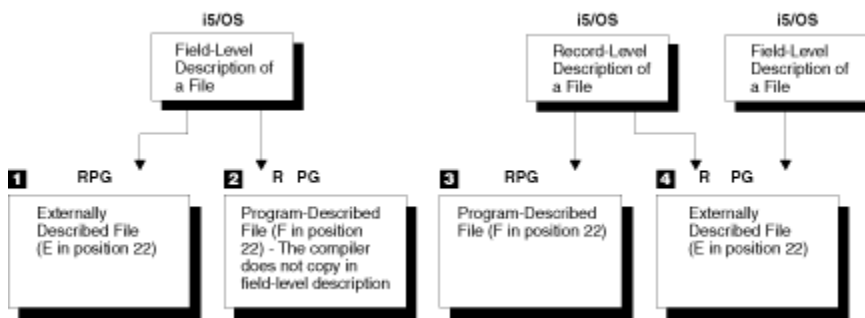 i5/OS
i5/OS
i5/OS
Field-Level
Description of
a File
Record-Level
Description of
a File
Field-Level
Description of
a File
1 RPG
2 R PG
3 RPG
4 R PG
Externally
Described File
(E in position 22)
Program-Described
File (F in position
22) - The compiler
does not copy in
field-level description
Program-Described
File (F in position 22)
Externally
Described File
(E in position 22)